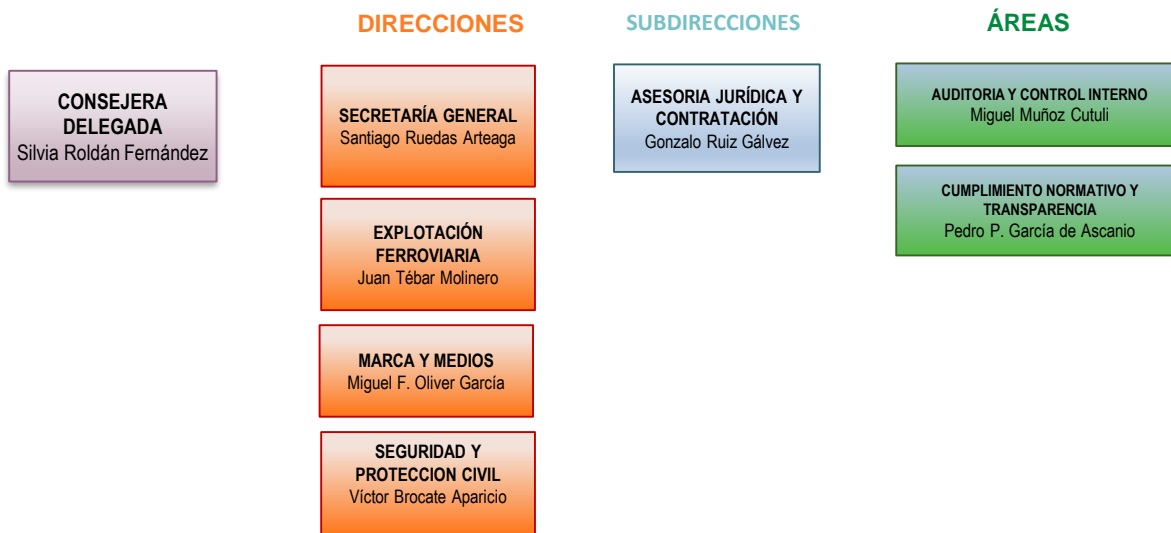 DIRECCIONES
SUBDIRECCIONES
ÁREAS
CONSEJERA
DELEGADA
Silvia Roldán Fernández
SECRETARÍA GENERAL
Santiago Ruedas Arteaga
EXPLOTACIÓN
FERROVIARIA
Juan Tébar Molinero
MARCA Y MEDIOS
Miguel F. Oliver García
SEGURIDAD Y
PROTECCION CIVIL
Víctor Brocate Aparicio
ASESORIA JURÍDICA Y
CONTRATACIÓN
Gonzalo Ruiz Gálvez
AUDITORIA Y CONTROL INTERNO
Miguel Muñoz Cutuli
CUMPLIMIENTO NORMATIVO Y
TRANSPARENCIA
Pedro P. García de Ascanio